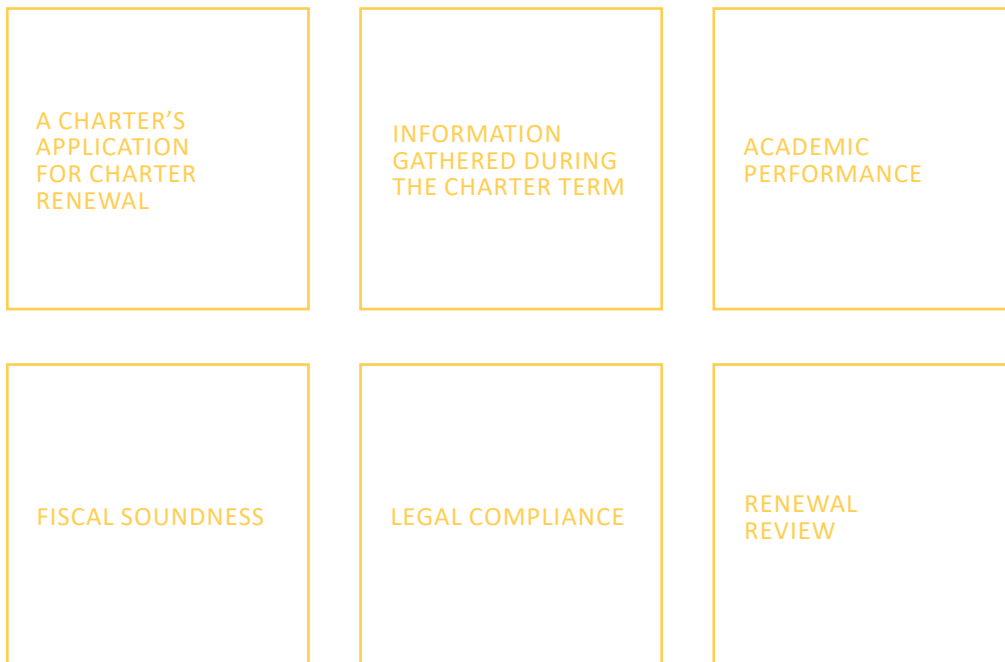 A CHARTER’S
APPLICATION
FOR CHARTER
RENEWAL
INFORMATION
GATHERED DURING
THE CHARTER TERM
ACADEMIC
PERFORMANCE
FISCAL SOUNDNESS
LEGAL COMPLIANCE
RENEWAL
REVIEW